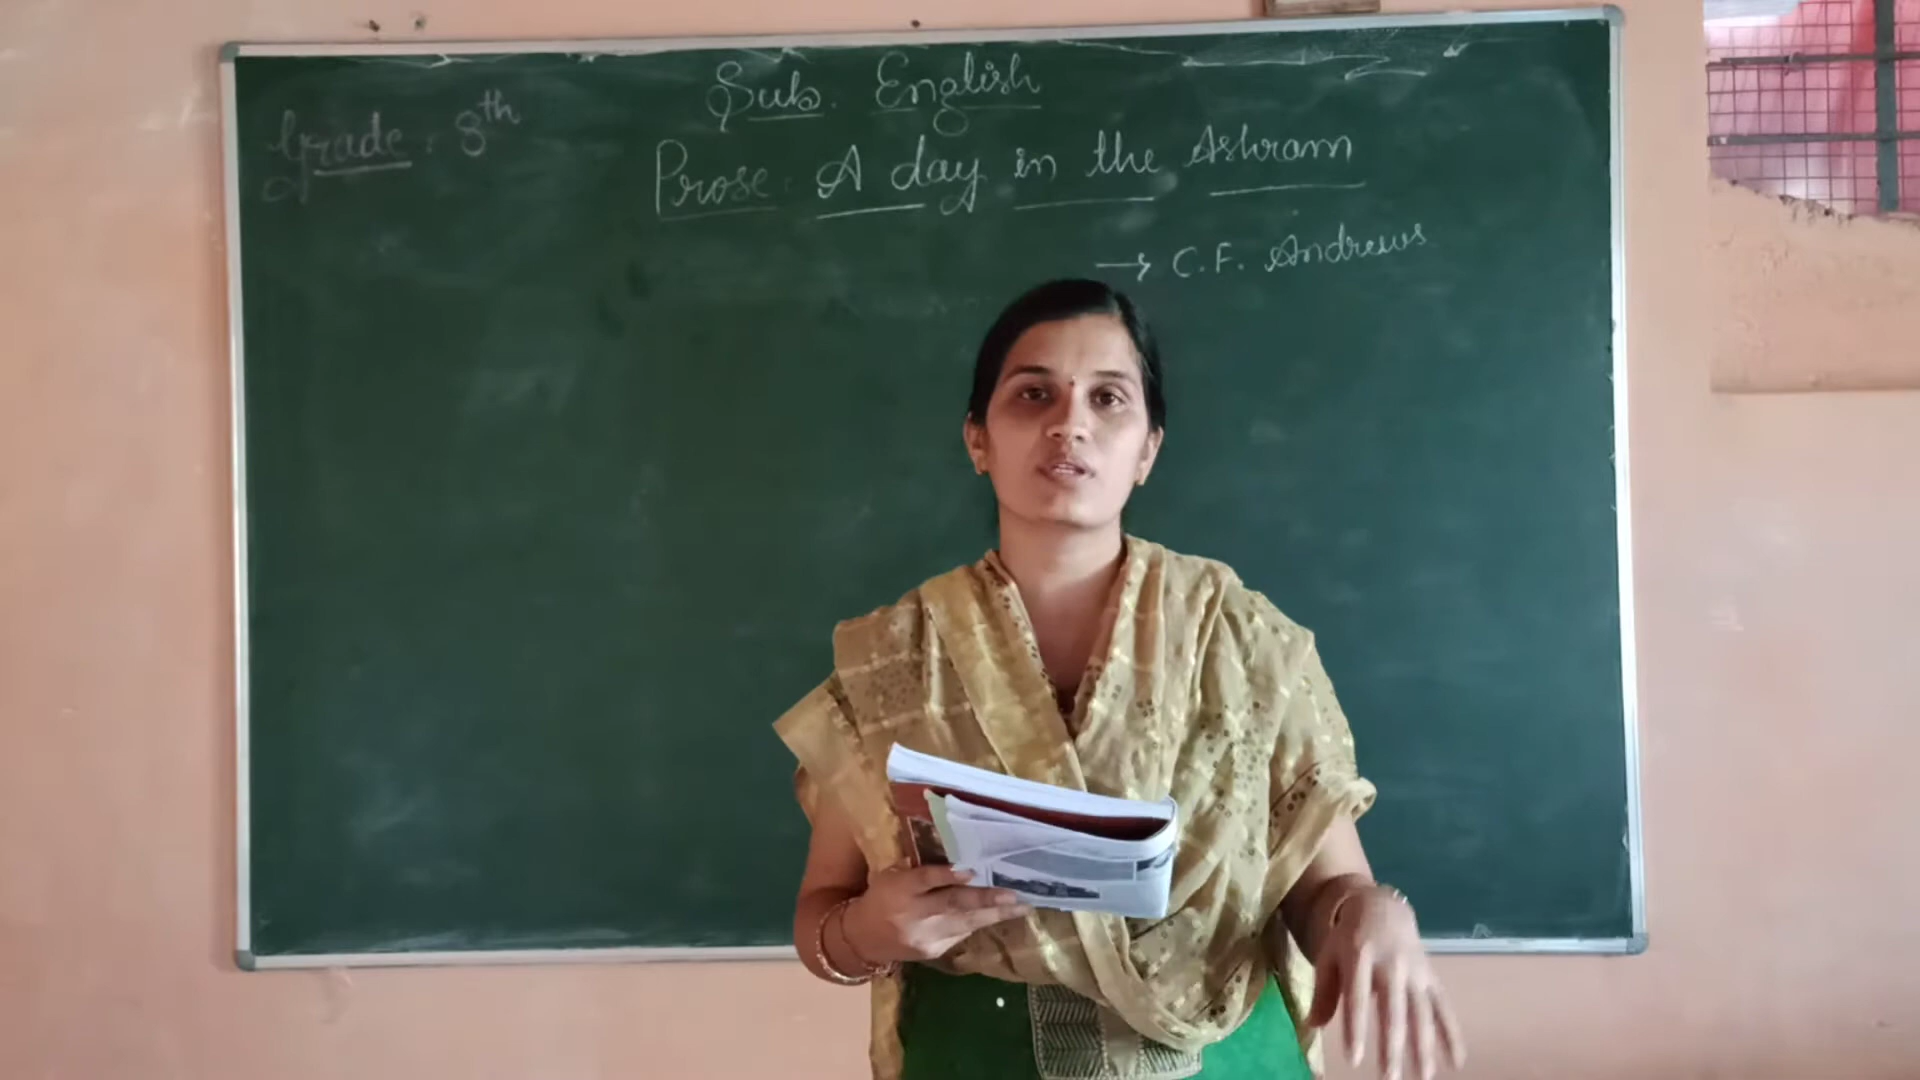 Sub. English
Grade : 8th
Prose : A day in the Ashram
→ C.F. Andrews